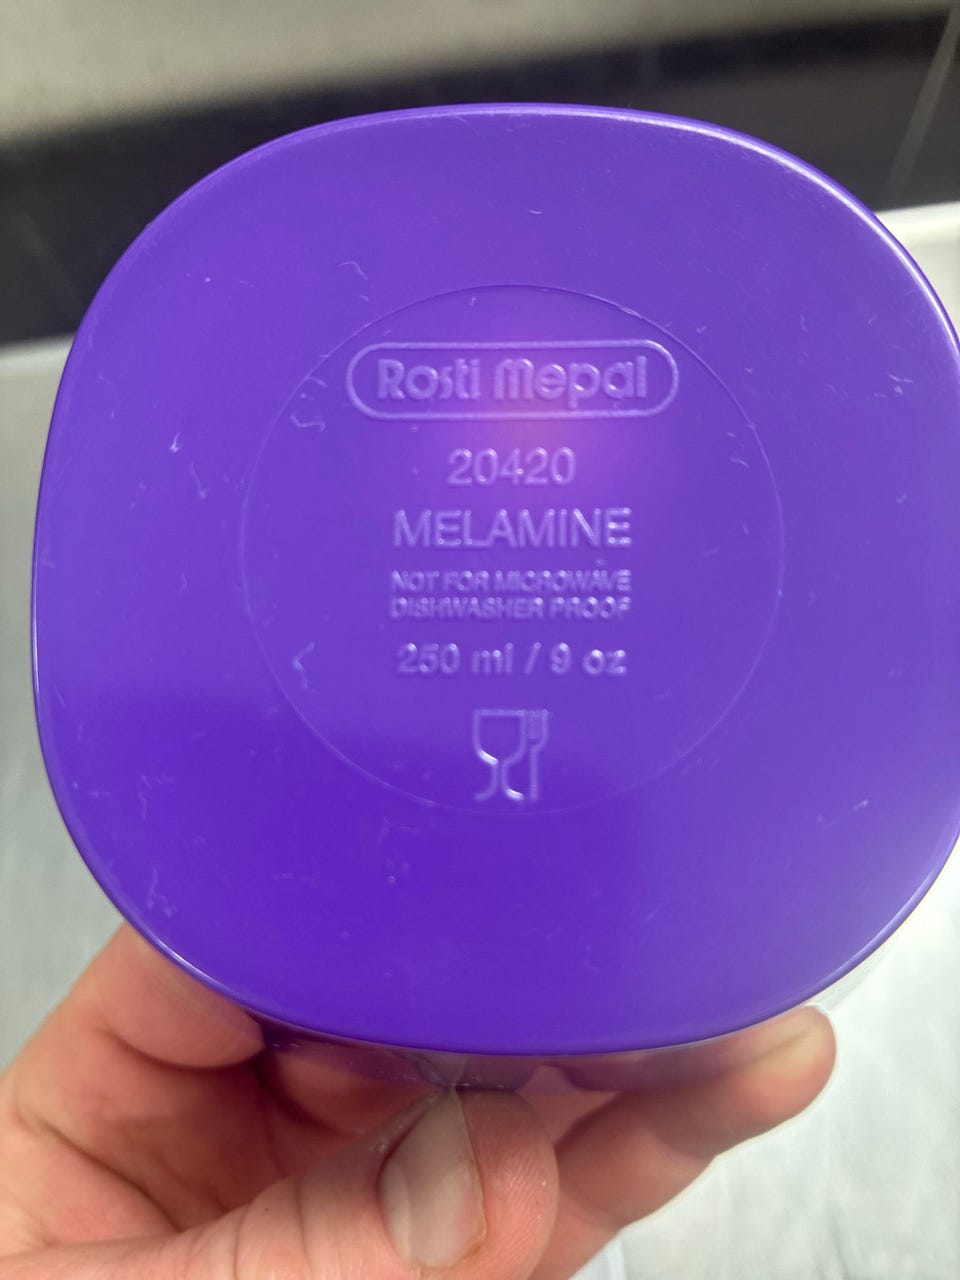 Rosti Mepal
20420
MELAMINE
NOT FOR MICROWAVE
DISHWASHER PROOF
250 ml / 9 oz